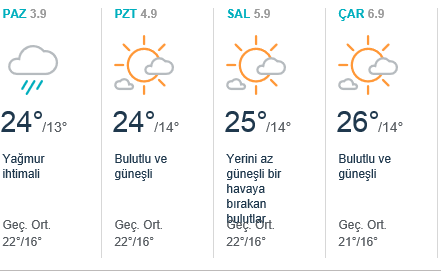 PAZ 3.9
24°/13°
Yağmur
ihtimali
Geç. Ort.
22°/16°
PZT 4.9
24°/14°
Bulutlu ve
güneşli
Geç. Ort.
22°/16°
SAL 5.9
25°/14°
Yerini az
güneşli bir
havaya
bırakan
bulutlar
Geç. Ort.
22°/16°
ÇAR 6.9
26°/14°
Bulutlu ve
güneşli
Geç. Ort.
21°/16°